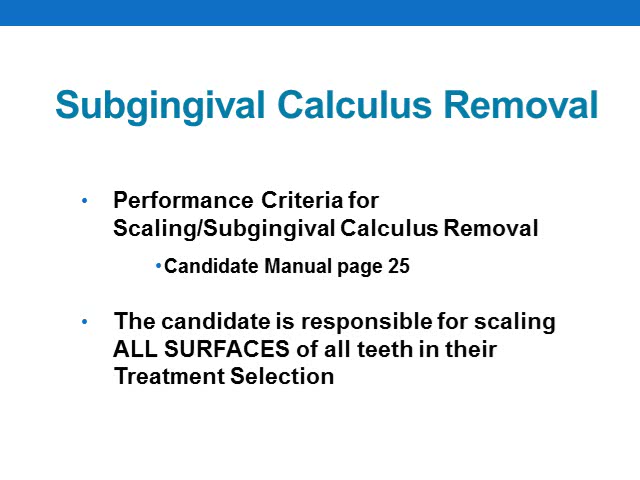 Subgingival Calculus Removal
• Performance Criteria for
Scaling/Subgingival Calculus Removal
• Candidate Manual page 25
• The candidate is responsible for scaling
ALL SURFACES of all teeth in their
Treatment Selection